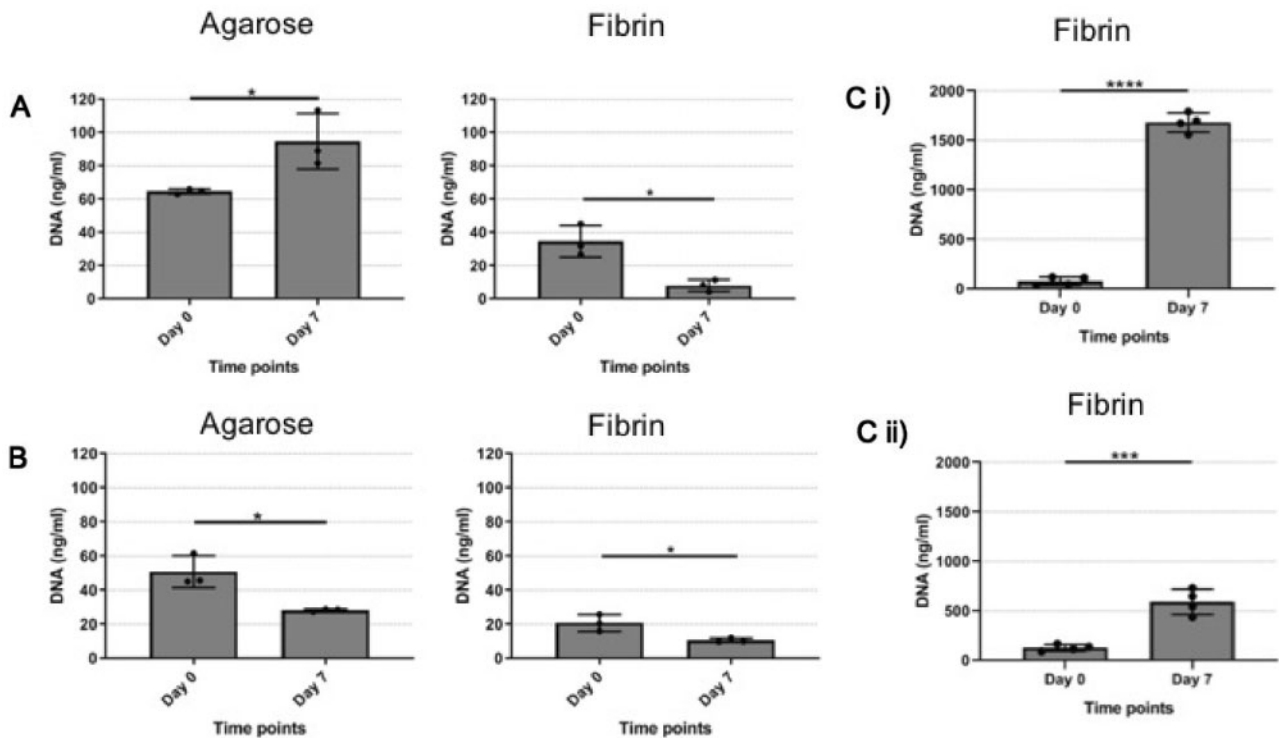 Agarose
Fibrin
Fibrin
A
*
120
100
80
60
40
20
0
DNA (ng/ml)
Day 0
Day 7
Time points
*
120
100
80
60
40
20
0
DNA (ng/ml)
Day 0
Day 7
Time points
C i)
****
2000
1500
1000
500
0
DNA (ng/ml)
Day 0
Day 7
Time points
B
Agarose
*
120
100
80
60
40
20
0
DNA (ng/ml)
Day 0
Day 7
Time points
Fibrin
*
120
100
80
60
40
20
0
DNA (ng/ml)
Day 0
Day 7
Time points
C ii)
Fibrin
***
2000
1500
1000
500
0
DNA (ng/ml)
Day 0
Day 7
Time points